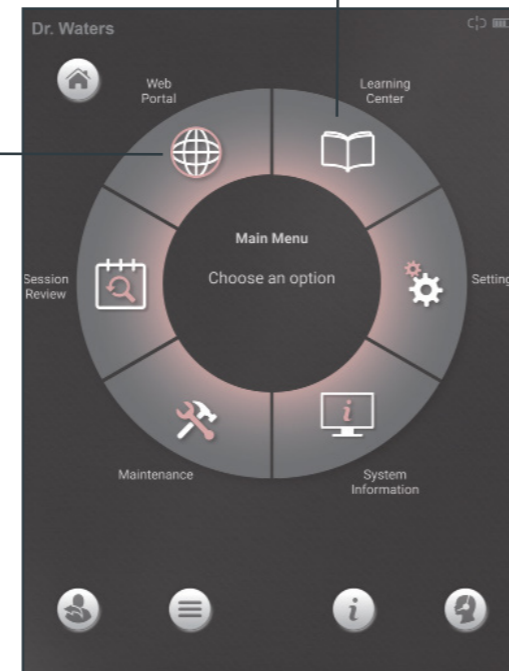 Dr. Waters
Web
Portal
Learning
Center
Main Menu
Choose an option
Session
Review
Setting
Maintenance
System
Information